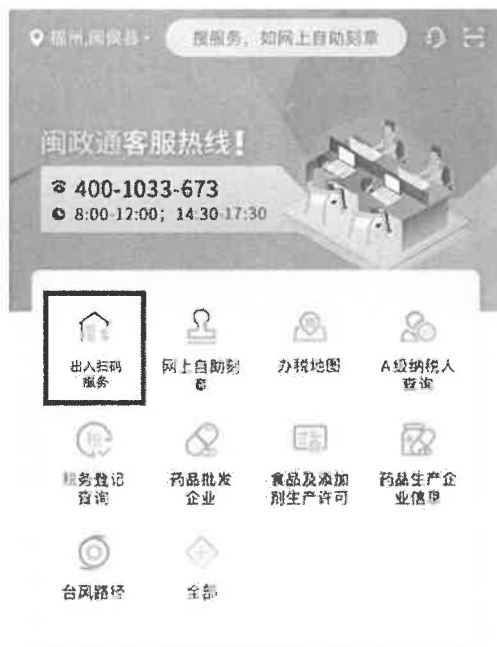 福州,闽侯县
搜服务，如网上自助刻章
闽政通客服热线！
400-1033-673
8:00-12:00；14:30-17:30
出入扫码
服务
网上自助刻
章
办税地图
A级纳税人
查询
税务登记
查询
药品批发
企业
食品及添加
剂生产许可
药品生产企
业信息
台风路径
全部